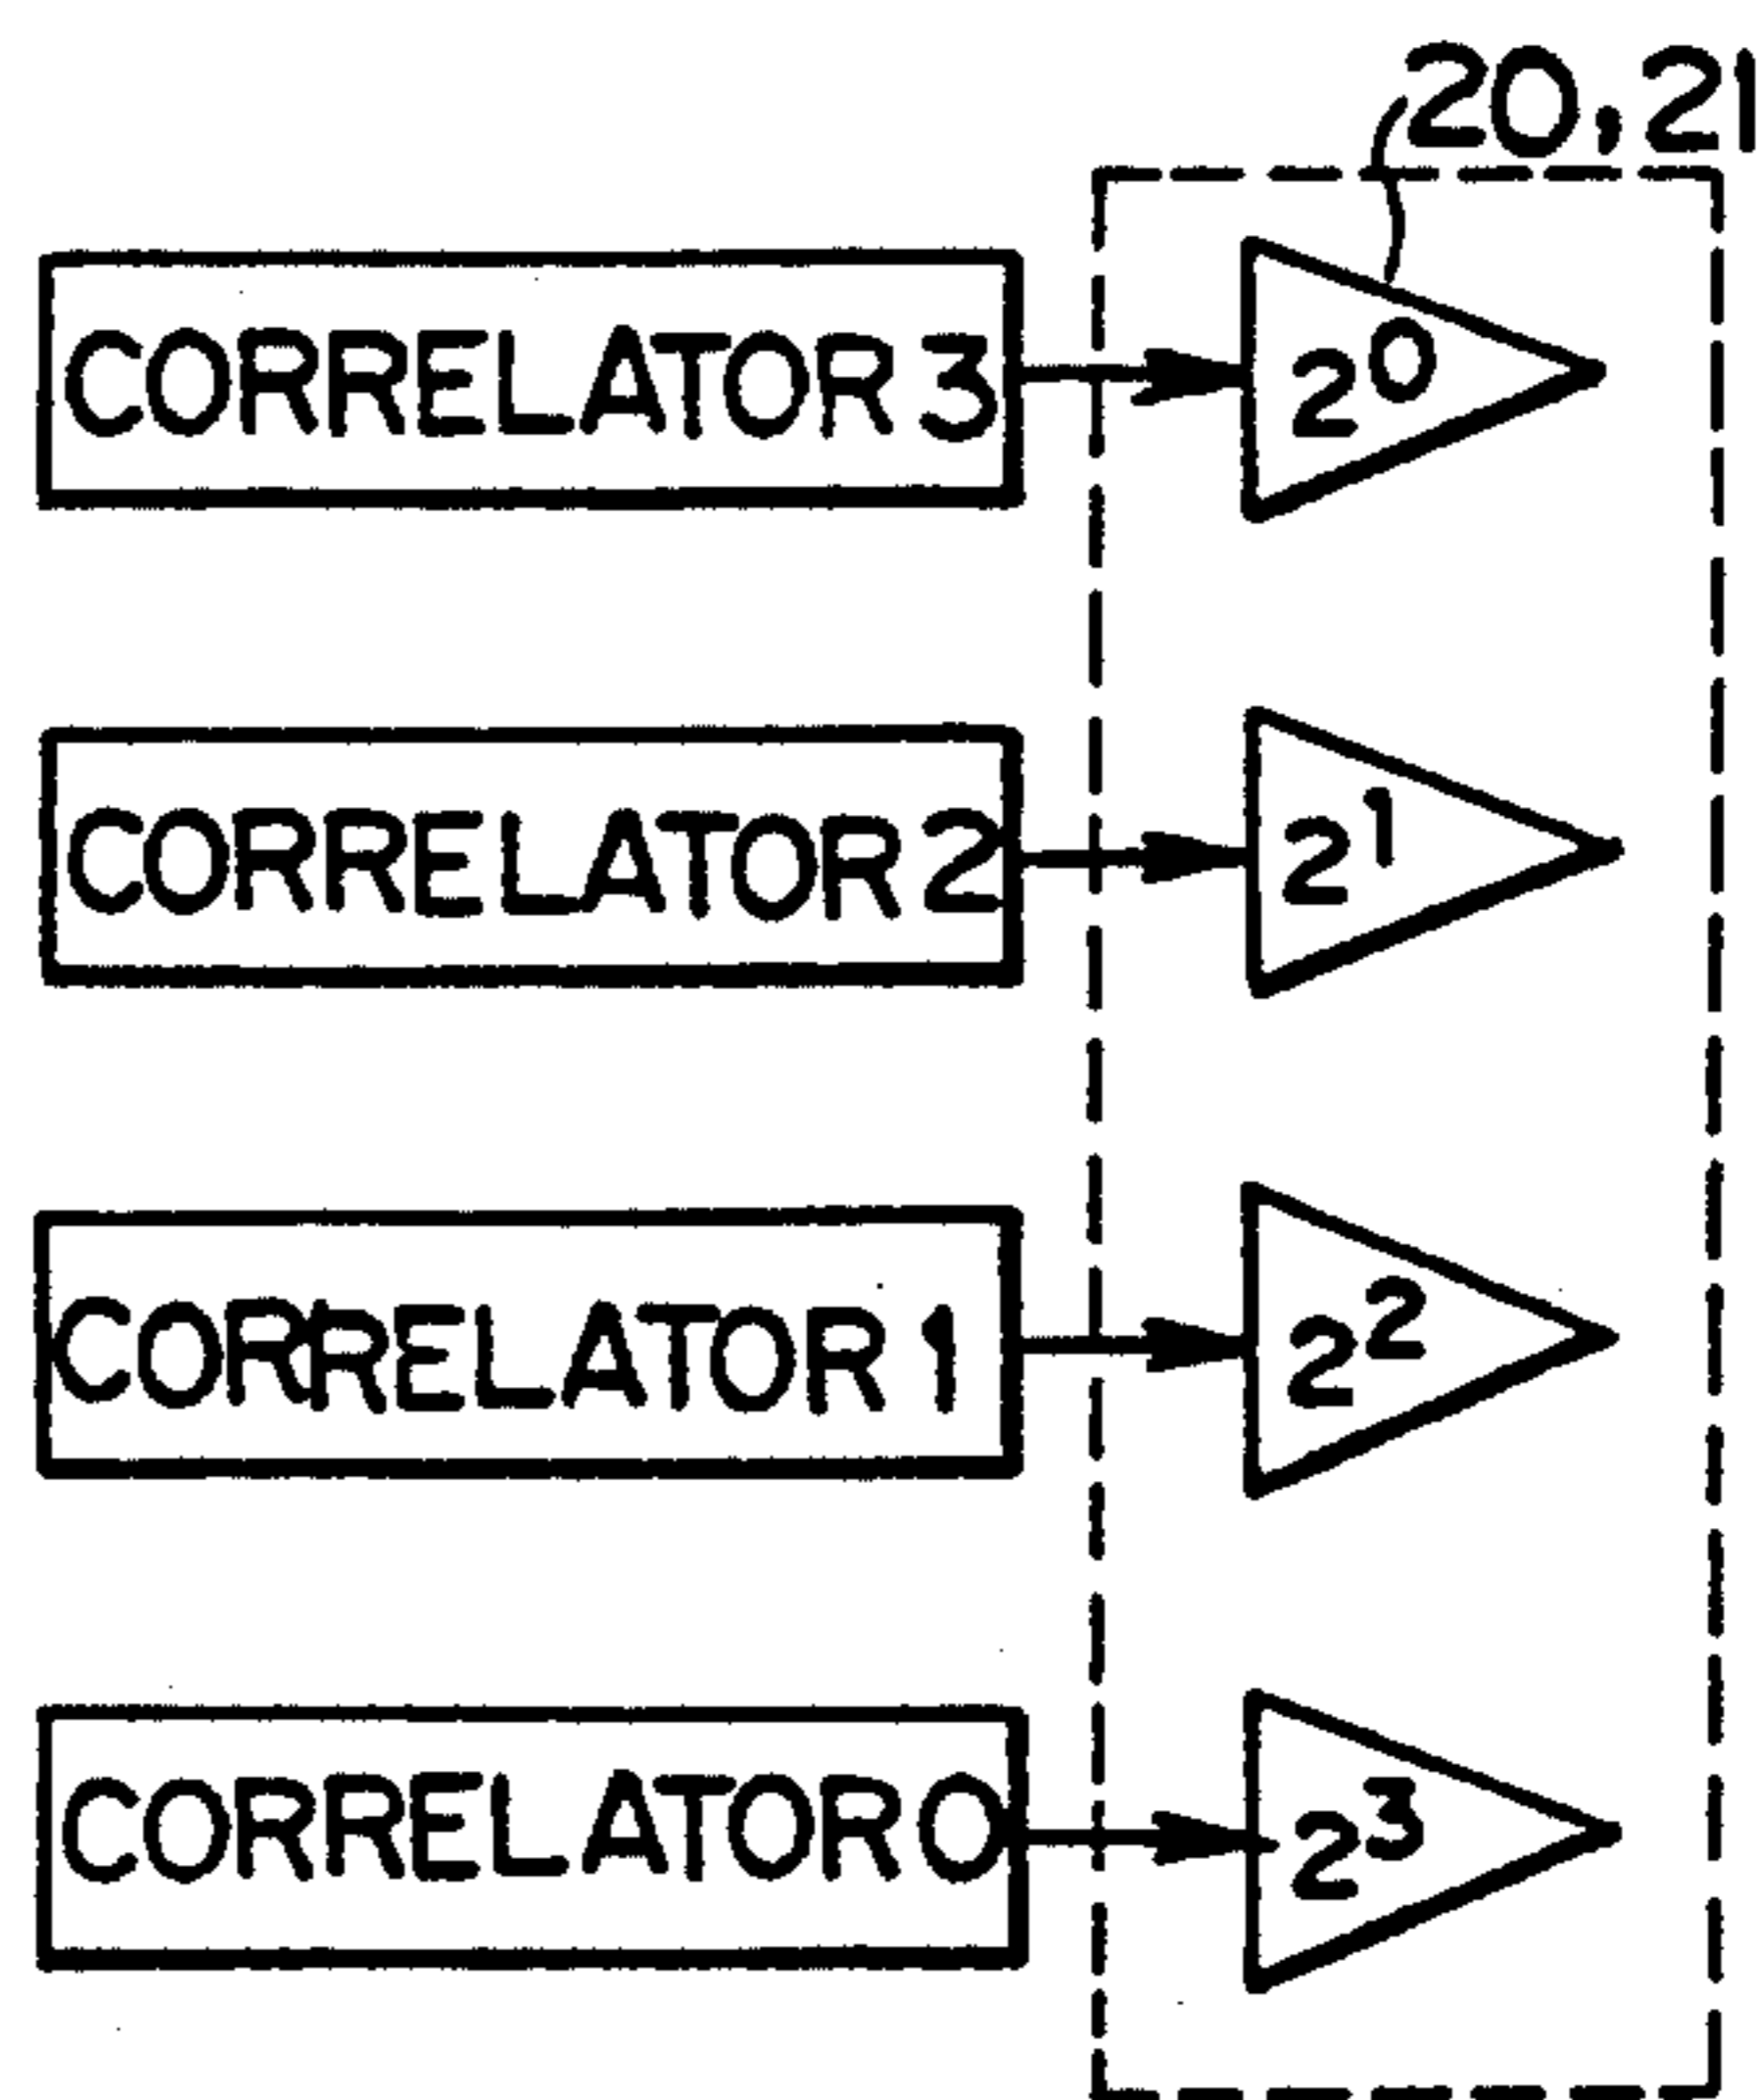 20,21
CORRELATOR 3
2⁰
CORRELATOR 2
2¹
CORRELATOR 1
2²
CORRELATOR 0
2³